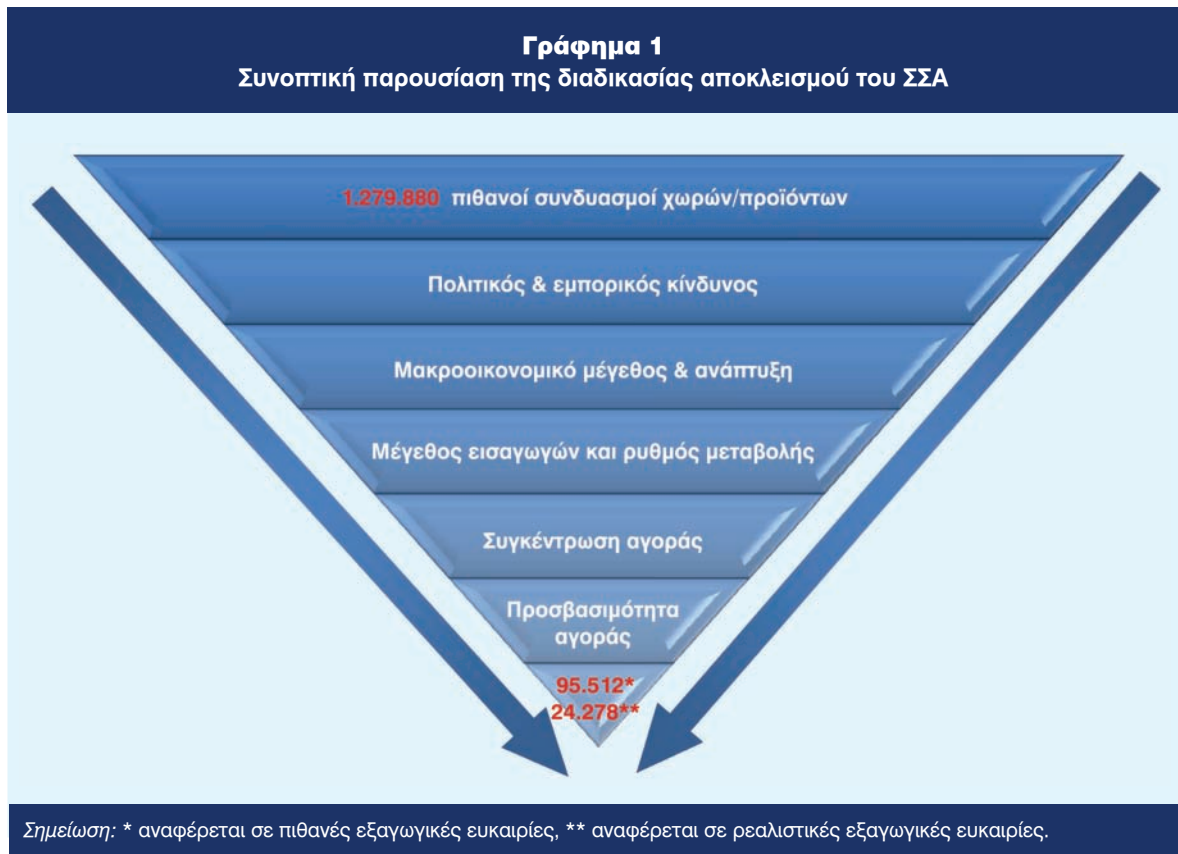 Γράφημα 1
Συνοπτική παρουσίαση της διαδικασίας αποκλεισμού του ΣΣΑ
1.279.880 πιθανοί συνδυασμοί χωρών/προϊόντων
Πολιτικός & εμπορικός κίνδυνος
Μακροοικονομικό μέγεθος & ανάπτυξη
Μέγεθος εισαγωγών και ρυθμός μεταβολής
Συγκέντρωση αγοράς
Προσβασιμότητα
αγοράς
95.512*
24.278**
Σημείωση: * αναφέρεται σε πιθανές εξαγωγικές ευκαιρίες, ** αναφέρεται σε ρεαλιστικές εξαγωγικές ευκαιρίες.